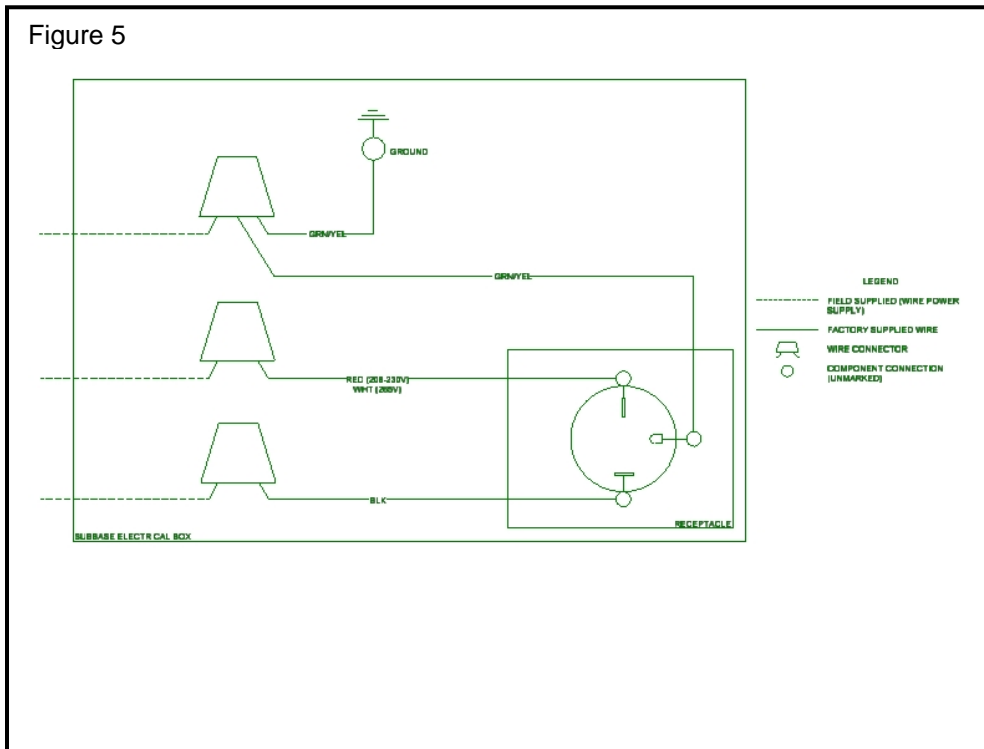 Figure 5
GROUND
GRN/YEL
GRN/YEL
LEGEND
FIELD SUPPLIED (WIRE POWER
SUPPLY)
FACTORY SUPPLIED WIRE
WIRE CONNECTOR
COMPONENT CONNECTION
(UNMARKED)
RED (208-230V)
WHT (265V)
BLK
RECEPTACLE
SUBBASE ELECTRICAL BOX